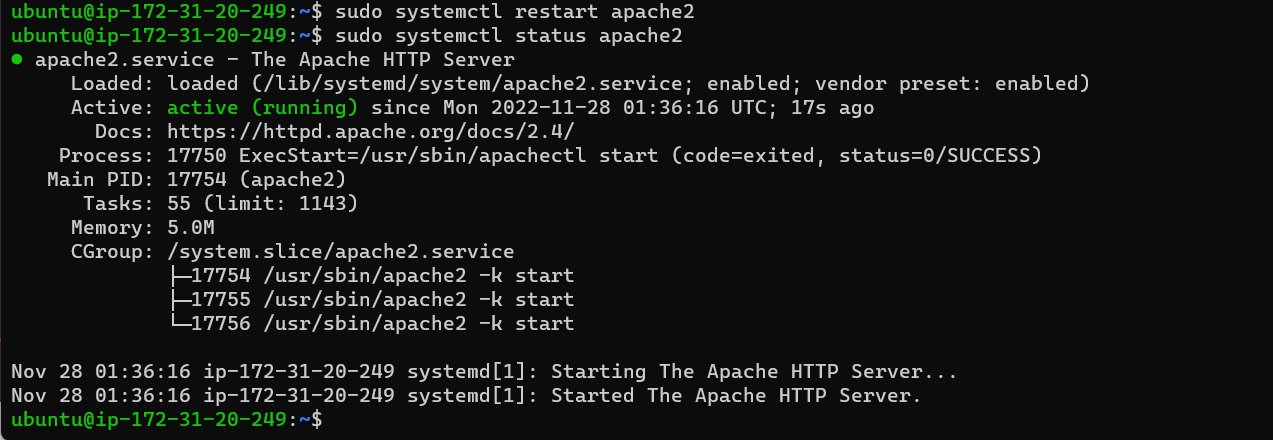 ubuntu@ip-172-31-20-249:~$ sudo systemctl restart apache2
ubuntu@ip-172-31-20-249:~$ sudo systemctl status apache2
● apache2.service - The Apache HTTP Server
     Loaded: loaded (/lib/systemd/system/apache2.service; enabled; vendor preset: enabled)
     Active: active (running) since Mon 2022-11-28 01:36:16 UTC; 17s ago
       Docs: https://httpd.apache.org/docs/2.4/
    Process: 17750 ExecStart=/usr/sbin/apachectl start (code=exited, status=0/SUCCESS)
   Main PID: 17754 (apache2)
      Tasks: 55 (limit: 1143)
     Memory: 5.0M
     CGroup: /system.slice/apache2.service
             ├─17754 /usr/sbin/apache2 -k start
             ├─17755 /usr/sbin/apache2 -k start
             └─17756 /usr/sbin/apache2 -k start

Nov 28 01:36:16 ip-172-31-20-249 systemd[1]: Starting The Apache HTTP Server...
Nov 28 01:36:16 ip-172-31-20-249 systemd[1]: Started The Apache HTTP Server.
ubuntu@ip-172-31-20-249:~$